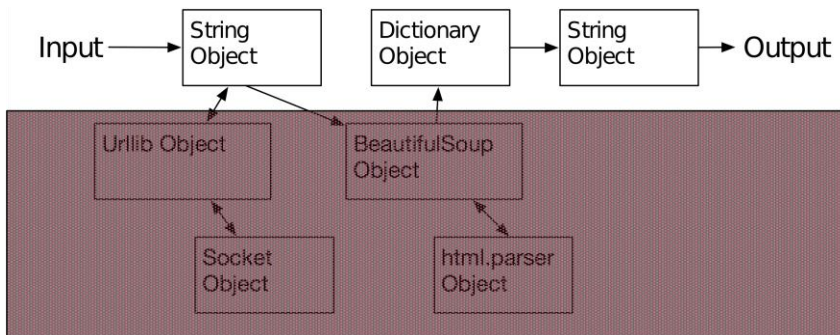 Input
String
Object
Dictionary
Object
String
Object
Output
Urllib Object
BeautifulSoup
Object
Socket
Object
html.parser
Object